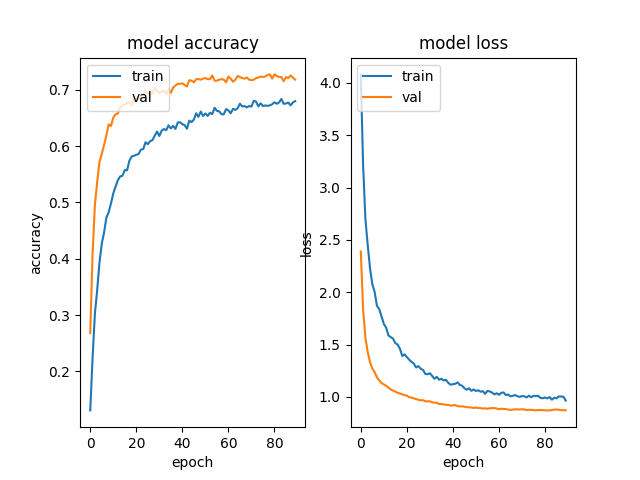 model accuracy
train
val
0.7
0.6
0.5
0.4
0.3
0.2
accuracy
0 20 40 60 80
epoch
model loss
train
val
4.0
3.5
3.0
2.5
2.0
1.5
1.0
loss
0 20 40 60 80
epoch